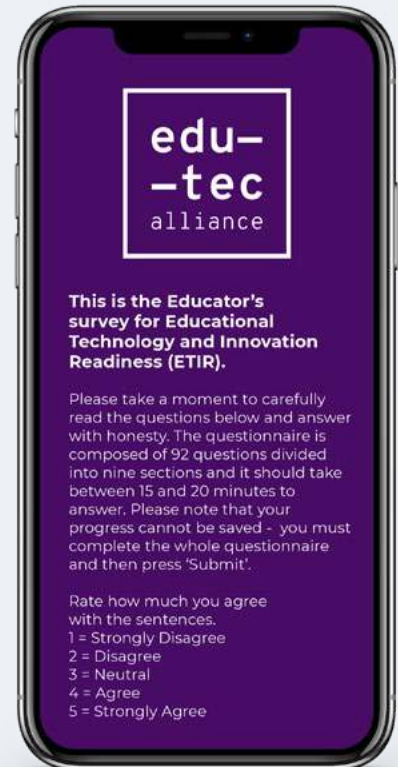 edu–
–tec
alliance
This is the Educator's
survey for Educational
Technology and Innovation
Readiness (ETIR).
Please take a moment to carefully
read the questions below and answer
with honesty. The questionnaire is
composed of 92 questions divided
into nine sections and it should take
between 15 and 20 minutes to
answer. Please note that your
progress cannot be saved - you must
complete the whole questionnaire
and then press 'Submit'.
Rate how much you agree
with the sentences.
1 = Strongly Disagree
2 = Disagree
3 = Neutral
4 = Agree
5 = Strongly Agree